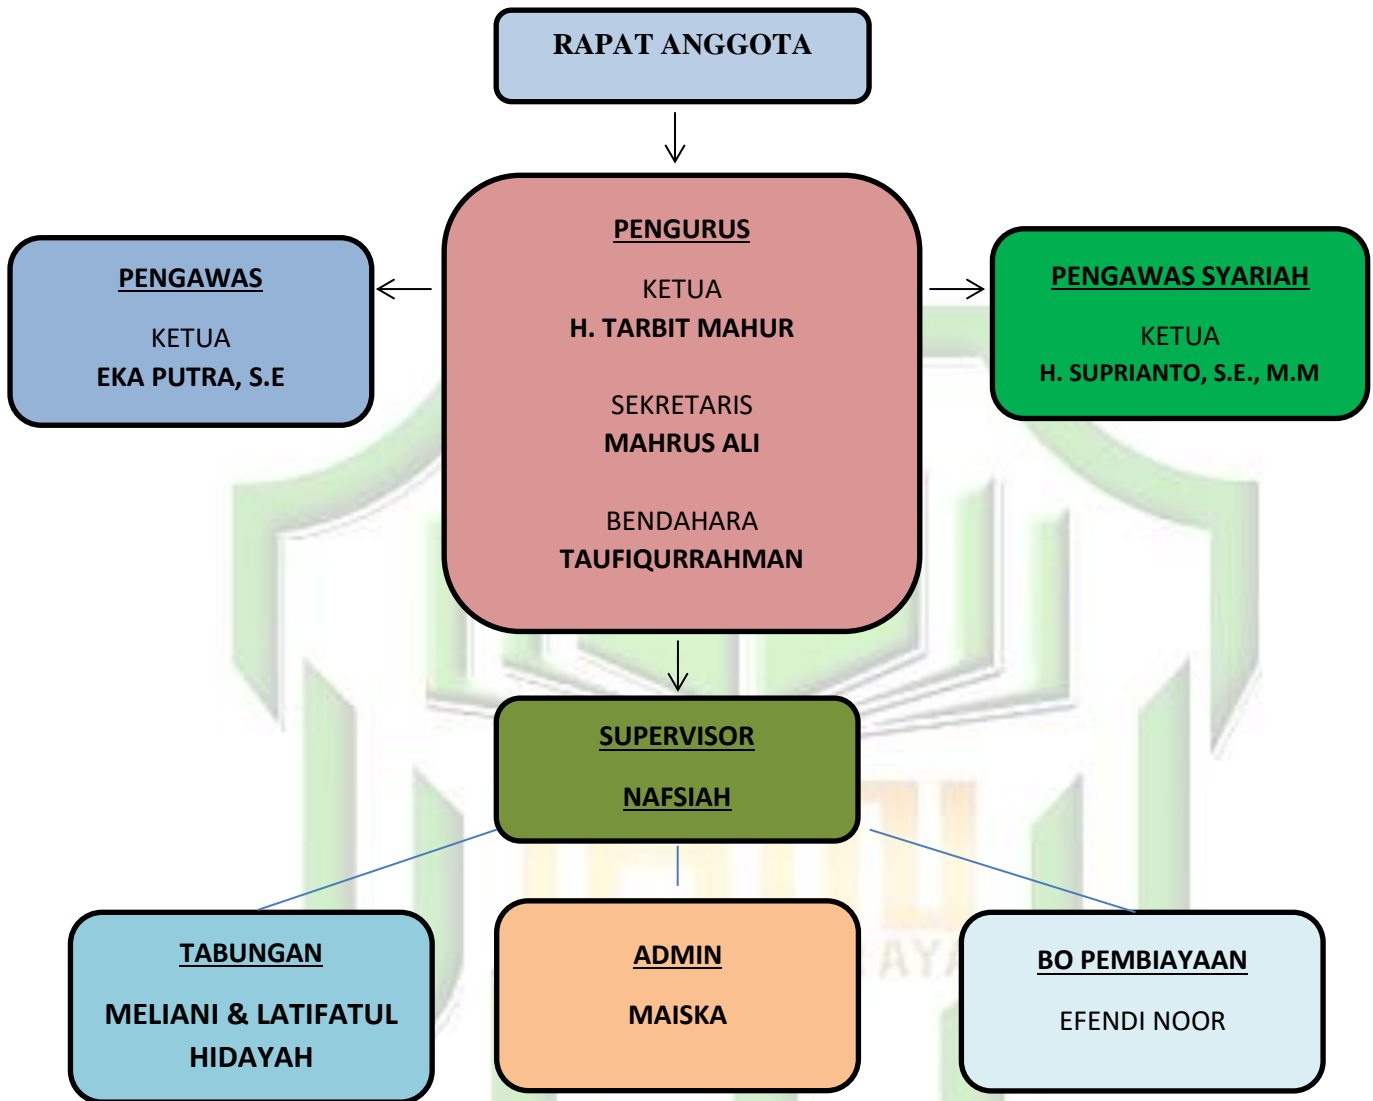 RAPAT ANGGOTA
PENGURUS
KETUA
H. TARBIT MAHUR
SEKRETARIS
MAHRUS ALI
BENDAHARA
TAUFIQURRAHMAN
PENGAWAS
KETUA
EKA PUTRA, S.E
PENGAWAS SYARIAH
KETUA
H. SUPRIANTO, S.E., M.M
SUPERVISOR
NAFSIAH
TABUNGAN
MELIANI & LATIFATUL
HIDAYAH
ADMIN
MAISKA
BO PEMBIAYAAN
EFENDI NOOR